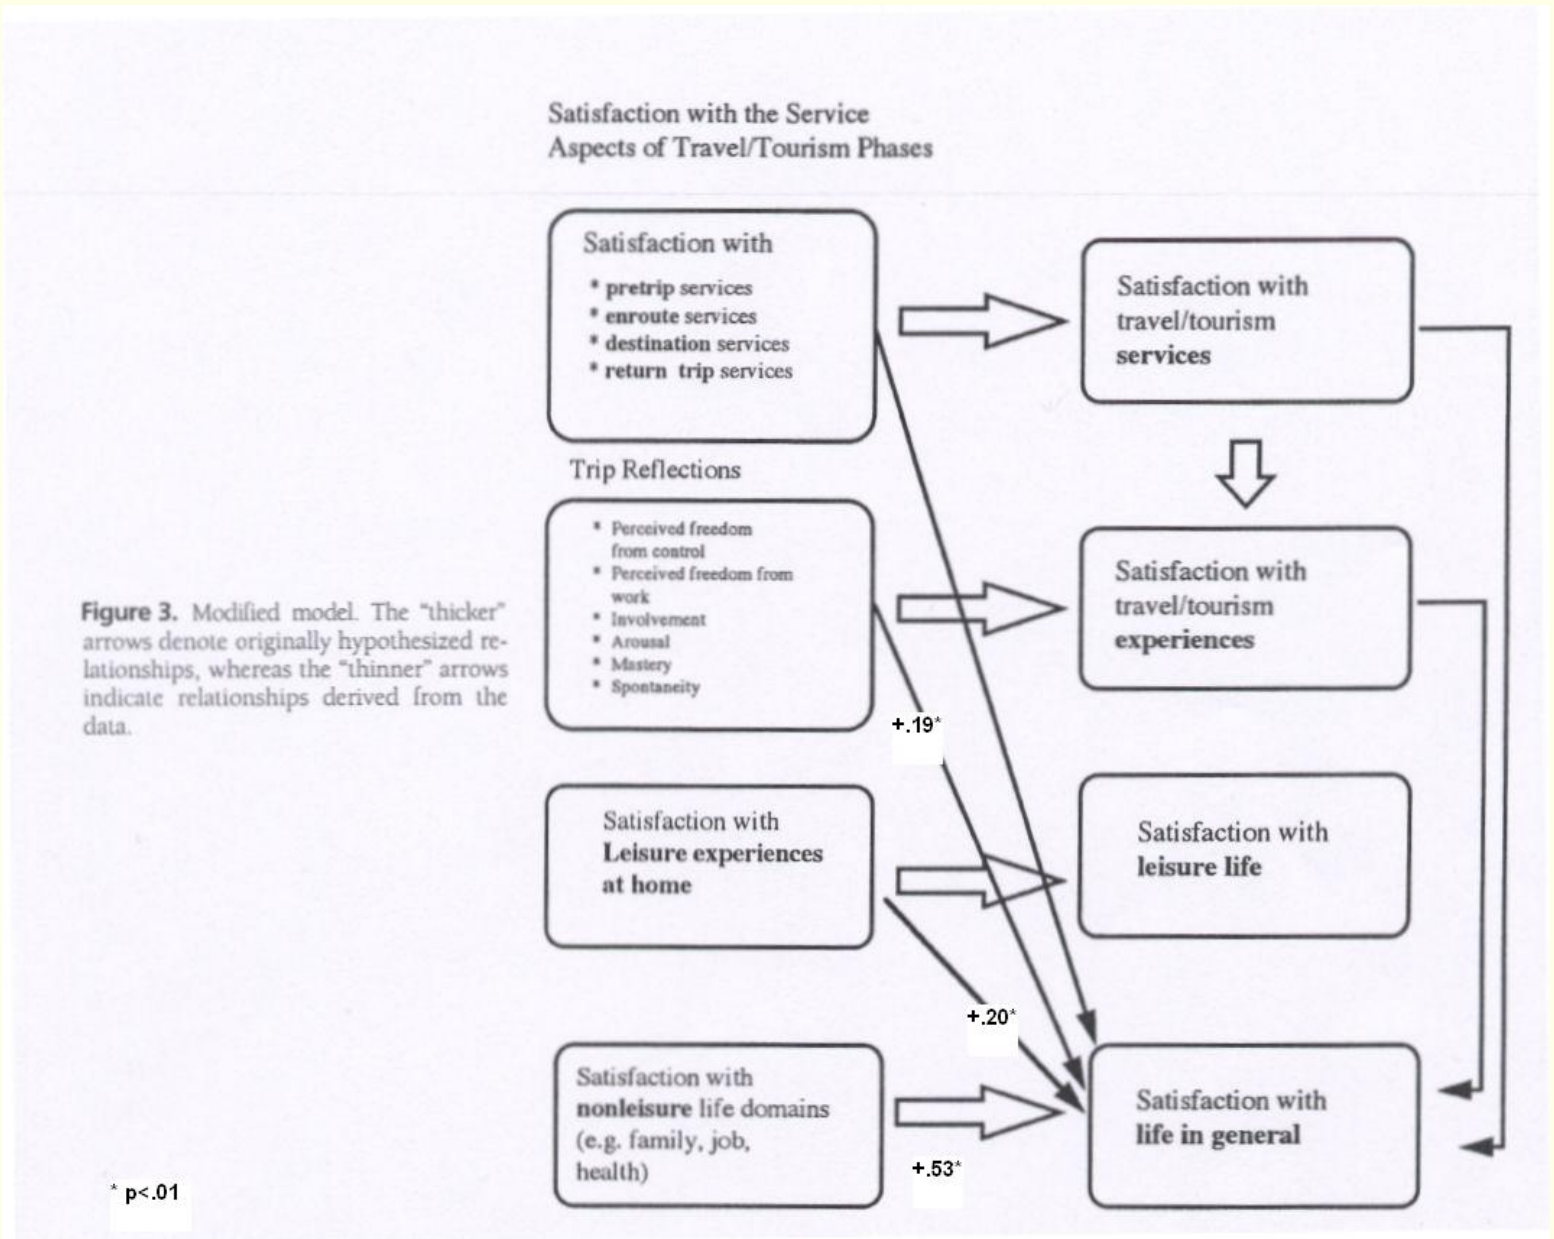 Satisfaction with the Service
Aspects of Travel/Tourism Phases
Satisfaction with
* pretrip services
* enroute services
* destination services
* return trip services
Satisfaction with
travel/tourism
services
Trip Reflections
* Perceived freedom
from control
* Perceived freedom from
work
* Involvement
* Arousal
* Mastery
* Spontaneity
Satisfaction with
travel/tourism
experiences
Figure 3. Modified model. The “thicker”
arrows denote originally hypothesized re-
lationships, whereas the “thinner” arrows
indicate relationships derived from the
data.
+.19*
Satisfaction with
Leisure experiences
at home
Satisfaction with
leisure life
+.20*
Satisfaction with
nonleisure life domains
(e.g. family, job,
health)
+.53*
Satisfaction with
life in general
* p<.01